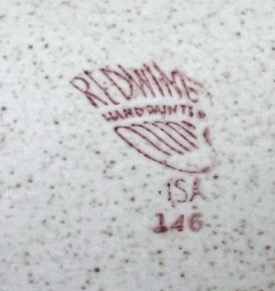 REDWING
HANDPAINTED
USA
146